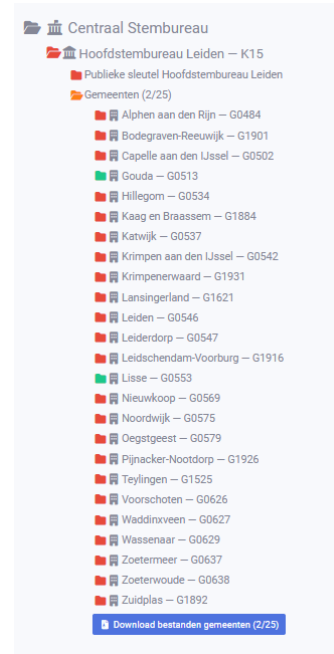 Centraal Stembureau
Hoofdstembureau Leiden — K15
Publieke sleutel Hoofdstembureau Leiden
Gemeenten (2/25)
Alphen aan den Rijn — G0484
Bodegraven-Reeuwijk — G1901
Capelle aan den IJssel — G0502
Gouda — G0513
Hillegom — G0534
Kaag en Braassem — G1884
Katwijk — G0537
Krimpen aan den IJssel — G0542
Krimpenerwaard — G1931
Lansingerland — G1621
Leiden — G0546
Leiderdorp — G0547
Leidschendam-Voorburg — G1916
Lisse — G0553
Nieuwkoop — G0569
Noordwijk — G0575
Oegstgeest — G0579
Pijnacker-Nootdorp — G1926
Teylingen — G1525
Voorschoten — G0626
Waddinxveen — G0627
Wassenaar — G0629
Zoetermeer — G0637
Zoeterwoude — G0638
Zuidplas — G1892
Download bestanden gemeenten (2/25)